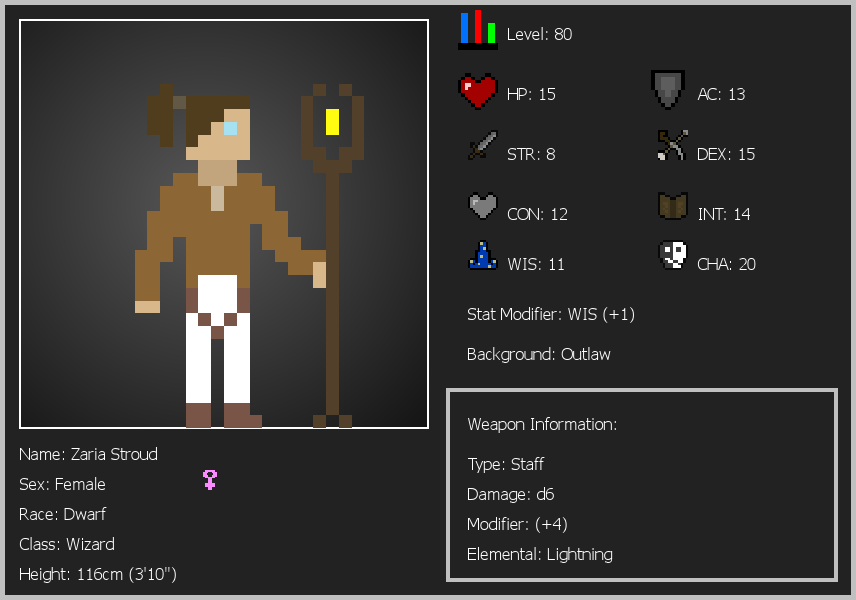 Level: 80
HP: 15
AC: 13
STR: 8
DEX: 15
CON: 12
INT: 14
WIS: 11
CHA: 20
Stat Modifier: WIS (+1)
Background: Outlaw
Weapon Information:
Type: Staff
Damage: d6
Modifier: (+4)
Elemental: Lightning
Name: Zaria Stroud
Sex: Female
Race: Dwarf
Class: Wizard
Height: 116cm (3'10")